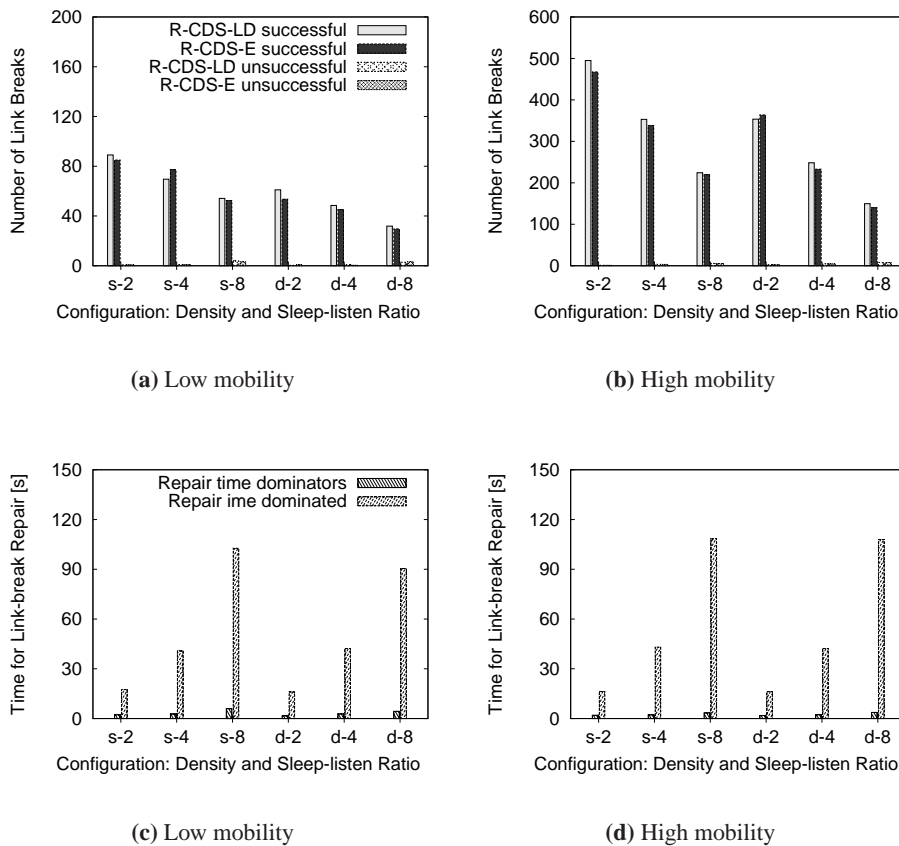 Number of Link Breaks
200
160
120
80
40
0
R-CDS-LD successful
R-CDS-E successful
R-CDS-LD unsuccessful
R-CDS-E unsuccessful
s-2 s-4 s-8 d-2 d-4 d-8
Configuration: Density and Sleep-listen Ratio
(a) Low mobility
Number of Link Breaks
600
500
400
300
200
100
0
s-2 s-4 s-8 d-2 d-4 d-8
Configuration: Density and Sleep-listen Ratio
(b) High mobility
Time for Link-break Repair [s]
150
120
90
60
30
0
Repair time dominators
Repair ime dominated
s-2 s-4 s-8 d-2 d-4 d-8
Configuration: Density and Sleep-listen Ratio
(c) Low mobility
Time for Link-break Repair [s]
150
120
90
60
30
0
s-2 s-4 s-8 d-2 d-4 d-8
Configuration: Density and Sleep-listen Ratio
(d) High mobility